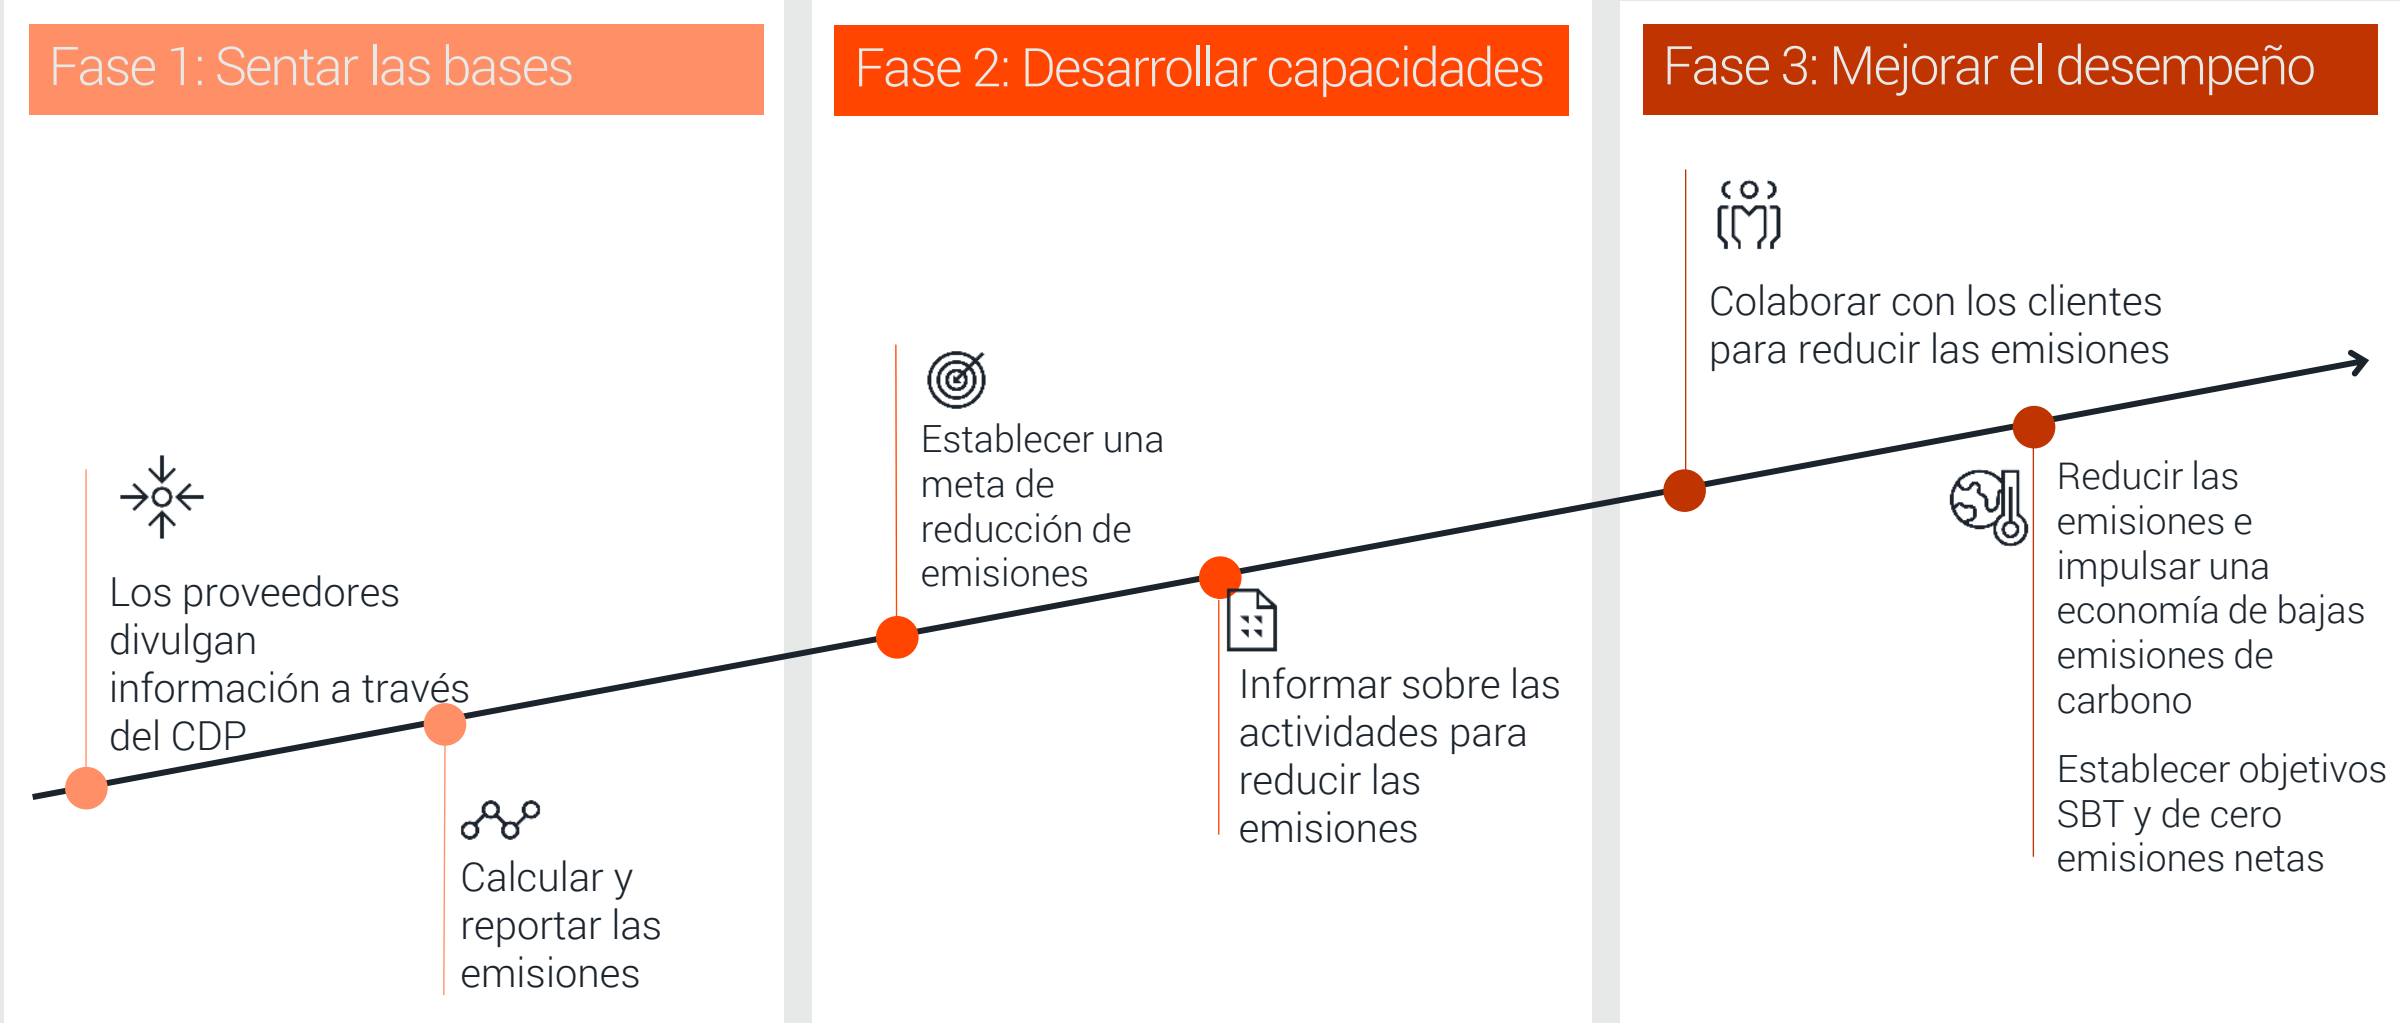 Fase 1: Sentar las bases
Los proveedores
divulgan
información a través
del CDP
Calcular y
reportar las
emisiones
Fase 2: Desarrollar capacidades
Establecer una
meta de
reducción de
emisiones
Informar sobre las
actividades para
reducir las
emisiones
Fase 3: Mejorar el desempeño
Colaborar con los clientes
para reducir las emisiones
Reducir las
emisiones e
impulsar una
economía de bajas
emisiones de
carbono
Establecer objetivos
SBT y de cero
emisiones netas